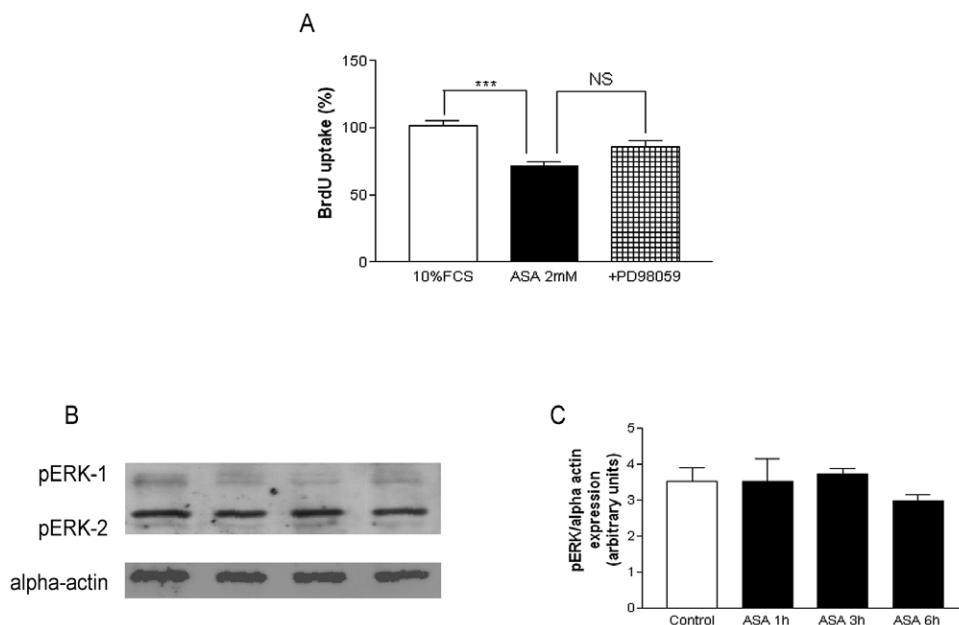 A
BrdU uptake (%)
150
100
50
0
***
NS
10%FCS
ASA 2mM
+PD98059
B
pERK-1
pERK-2
alpha-actin
C
pERK/alpha actin
expression
(arbitrary units)
5
4
3
2
1
0
Control
ASA 1h
ASA 3h
ASA 6h